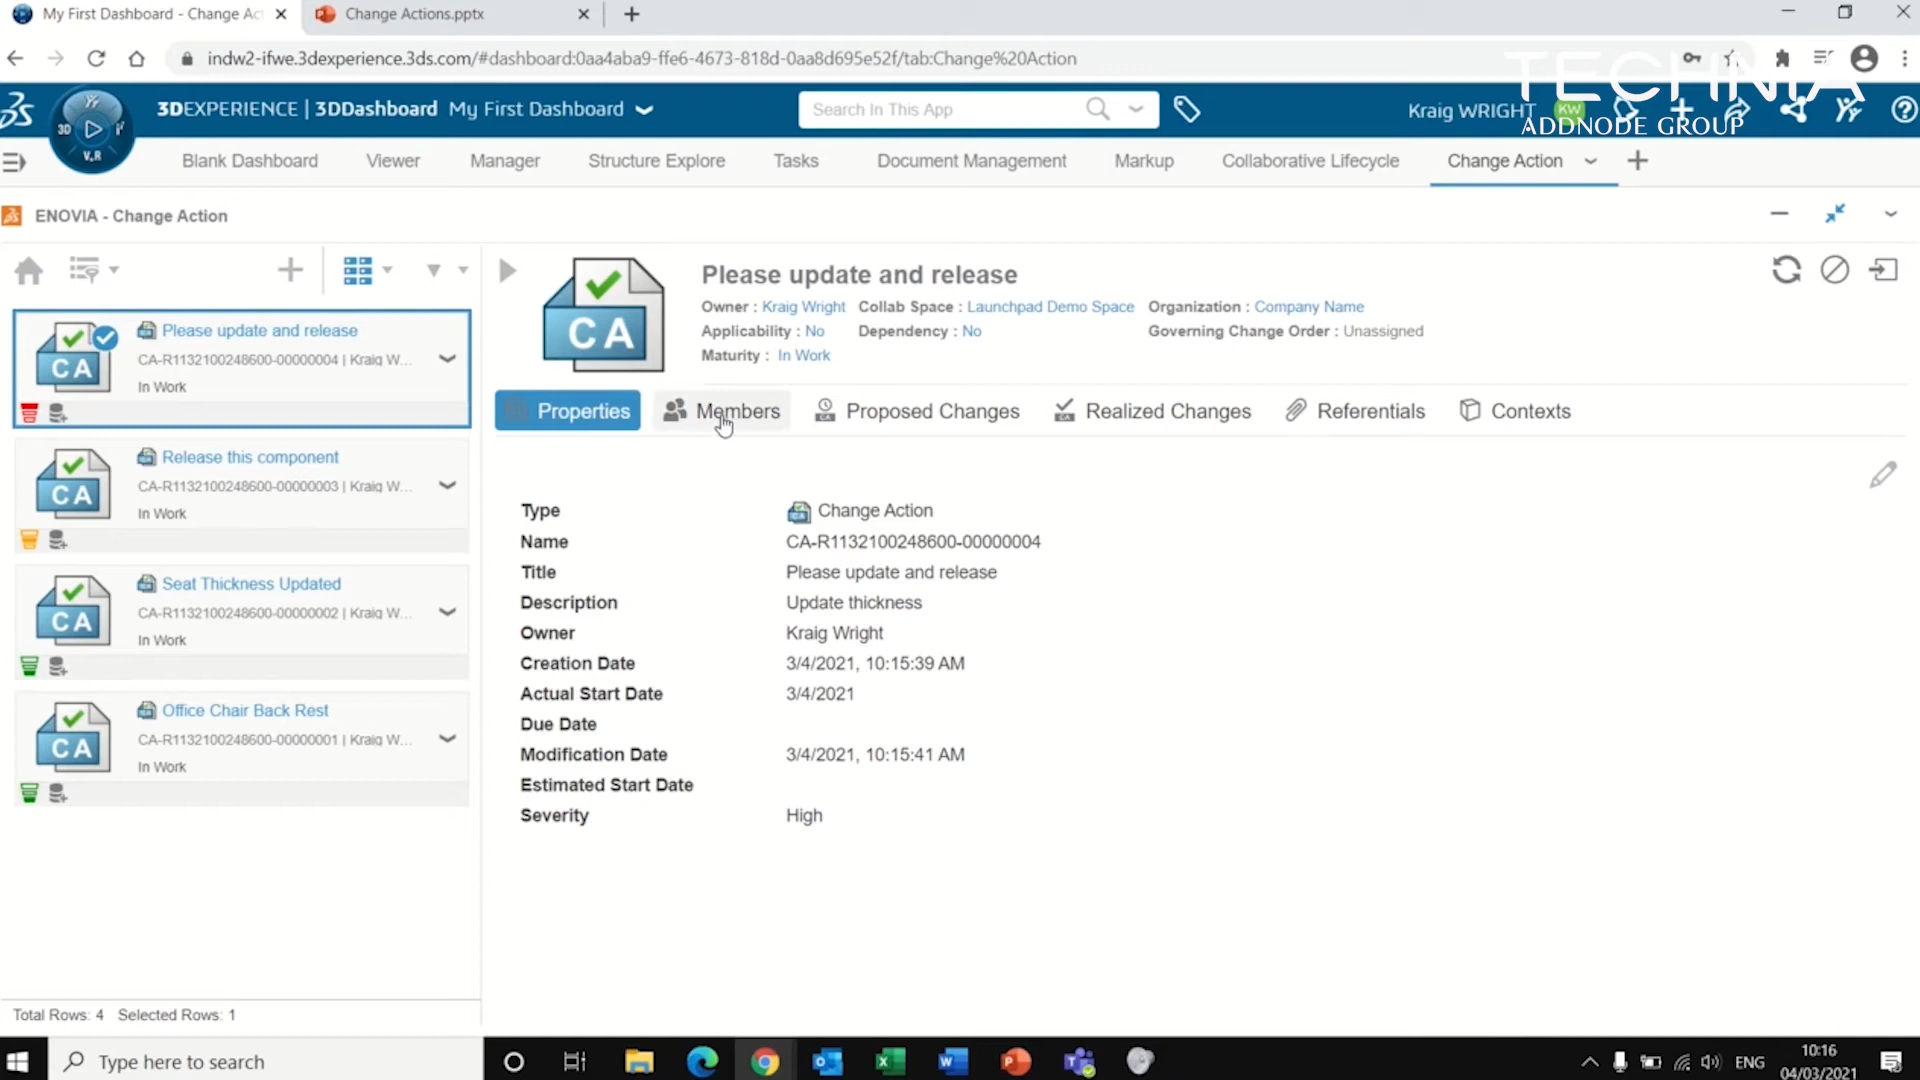 My First Dashboard - Change Ac
Change Actions.pptx
indw2-ifwe.3dexperience.3ds.com/#dashboard:0aa4aba9-ffe6-4673-818d-0aa8d695e52f/tab:Change%20Action
TECHNIA
ADDNODE GROUP
3DEXPERIENCE | 3DDashboard My First Dashboard
Search In This App
Kraig WRIGHT
KW
3D
V.R
Blank Dashboard
Viewer
Manager
Structure Explore
Tasks
Document Management
Markup
Collaborative Lifecycle
Change Action
ENOVIA - Change Action
CA
Please update and release
CA-R1132100248600-00000004 | Kraig W...
In Work
CA
Release this component
CA-R1132100248600-00000003 | Kraig W...
In Work
CA
Seat Thickness Updated
CA-R1132100248600-00000002 | Kraig W...
In Work
CA
Office Chair Back Rest
CA-R1132100248600-00000001 | Kraig W...
In Work
Total Rows: 4 Selected Rows: 1
CA
Please update and release
Owner : Kraig Wright Collab Space : Launchpad Demo Space Organization : Company Name
Applicability : No Dependency : No Governing Change Order : Unassigned
Maturity : In Work
Properties
Members
Proposed Changes
Realized Changes
Referentials
Contexts
Type Change Action
Name CA-R1132100248600-00000004
Title Please update and release
Description Update thickness
Owner Kraig Wright
Creation Date 3/4/2021, 10:15:39 AM
Actual Start Date 3/4/2021
Due Date
Modification Date 3/4/2021, 10:15:41 AM
Estimated Start Date
Severity High
Type here to search
ENG
10:16
04/03/2021